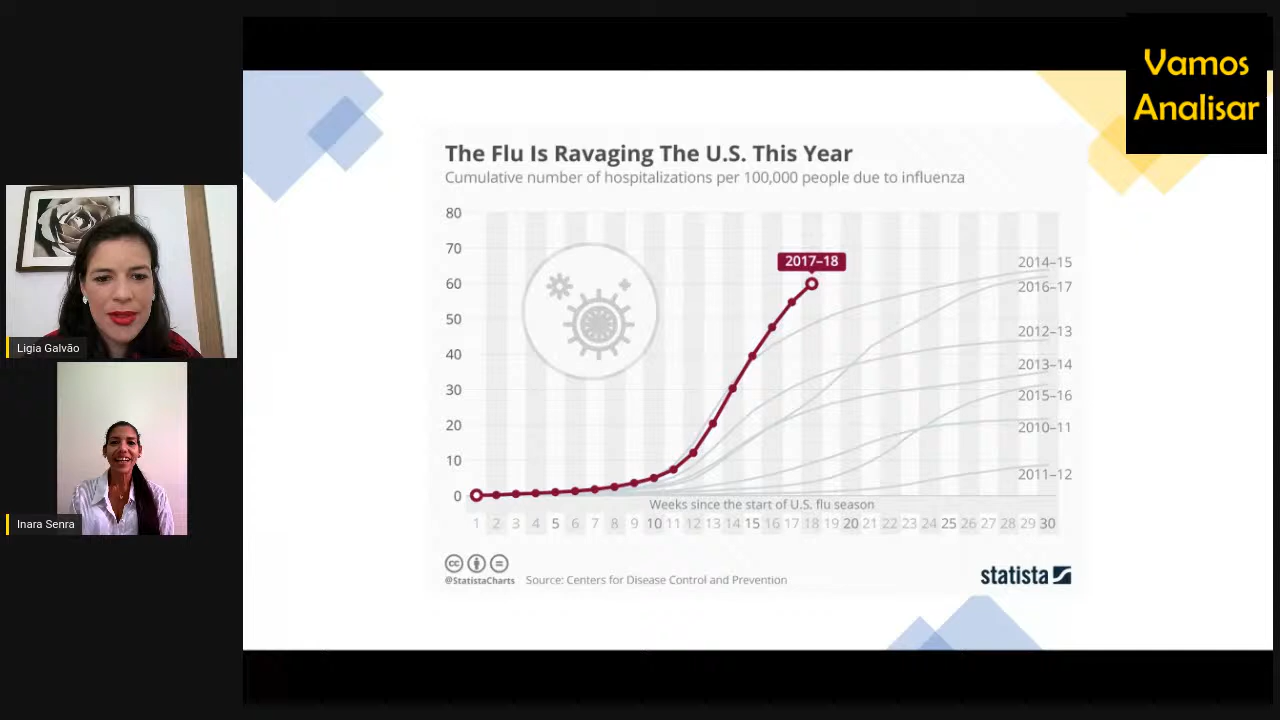 Vamos
Analisar
The Flu Is Ravaging The U.S. This Year
Cumulative number of hospitalizations per 100,000 people due to influenza
80
70
60
50
40
30
20
10
0
2017–18
2014–15
2016–17
2012–13
2013–14
2015–16
2010–11
2011–12
Weeks since the start of U.S. flu season
1 2 3 4 5 6 7 8 9 10 11 12 13 14 15 16 17 18 19 20 21 22 23 24 25 26 27 28 29 30
cc
@StatistaCharts Source: Centers for Disease Control and Prevention
statista
Ligia Galvão
Inara Senra